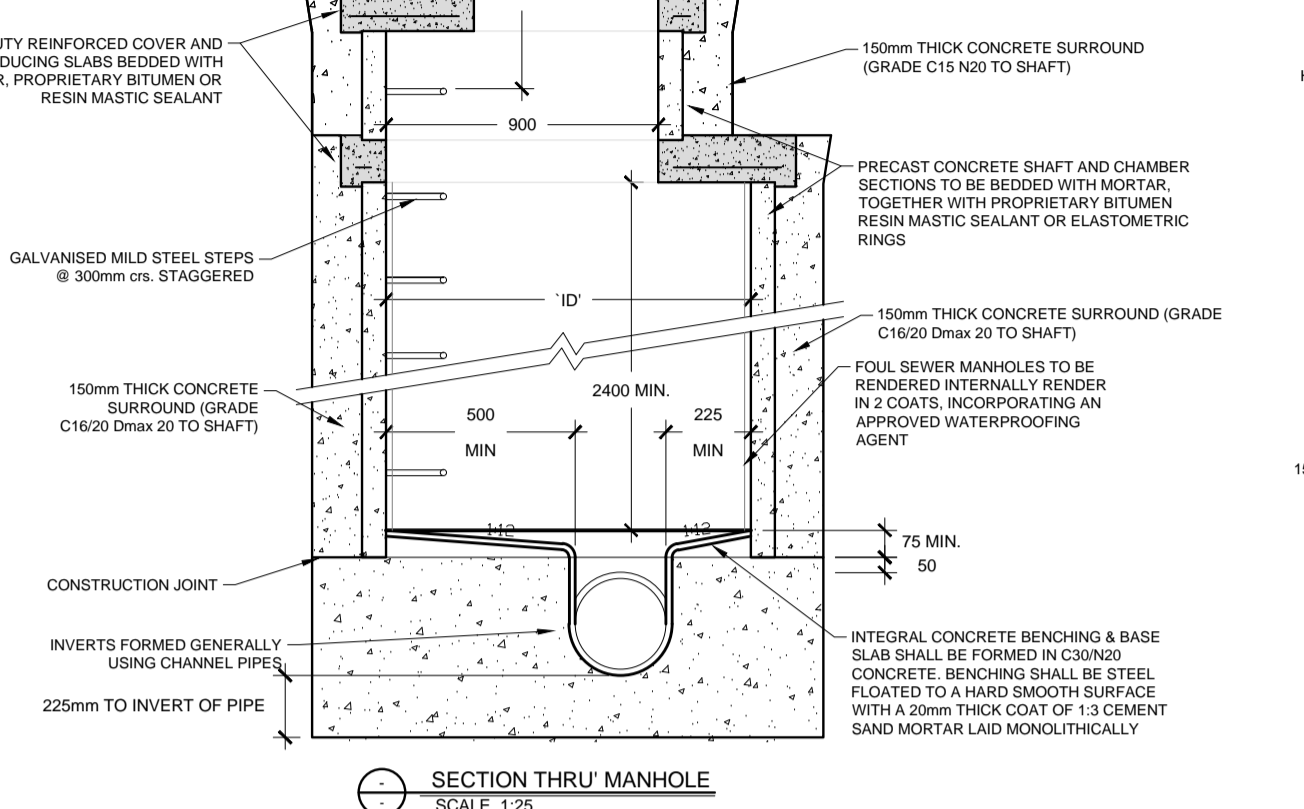 UTY REINFORCED COVER AND
DUCING SLABS BEDDED WITH
R, PROPRIETARY BITUMEN OR
RESIN MASTIC SEALANT
150mm THICK CONCRETE SURROUND
(GRADE C15 N20 TO SHAFT)
900
PRECAST CONCRETE SHAFT AND CHAMBER
SECTIONS TO BE BEDDED WITH MORTAR,
TOGETHER WITH PROPRIETARY BITUMEN
RESIN MASTIC SEALANT OR ELASTOMETRIC
RINGS
GALVANISED MILD STEEL STEPS
@ 300mm crs. STAGGERED
`ID'
150mm THICK CONCRETE SURROUND (GRADE
C16/20 Dmax 20 TO SHAFT)
FOUL SEWER MANHOLES TO BE
RENDERED INTERNALLY RENDER
IN 2 COATS, INCORPORATING AN
APPROVED WATERPROOFING
AGENT
150mm THICK CONCRETE
SURROUND (GRADE
C16/20 Dmax 20 TO SHAFT)
2400 MIN.
500
MIN
225
MIN
15
1:12
1:12
75 MIN.
50
CONSTRUCTION JOINT
INVERTS FORMED GENERALLY
USING CHANNEL PIPES
225mm TO INVERT OF PIPE
INTEGRAL CONCRETE BENCHING & BASE
SLAB SHALL BE FORMED IN C30/N20
CONCRETE. BENCHING SHALL BE STEEL
FLOATED TO A HARD SMOOTH SURFACE
WITH A 20mm THICK COAT OF 1:3 CEMENT
SAND MORTAR LAID MONOLITHICALLY
- SECTION THRU' MANHOLE
- SCALE 1:25